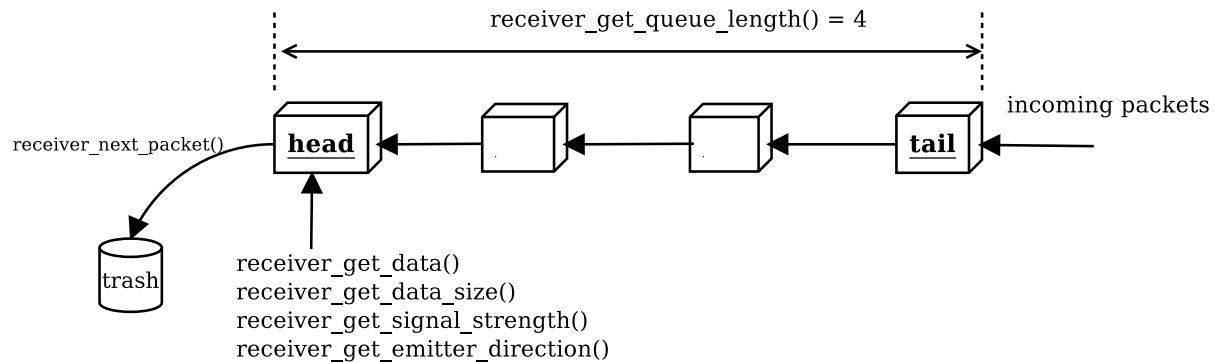 receiver_get_queue_length() = 4
incoming packets
receiver_next_packet()
head
tail
trash
receiver_get_data()
receiver_get_data_size()
receiver_get_signal_strength()
receiver_get_emitter_direction()